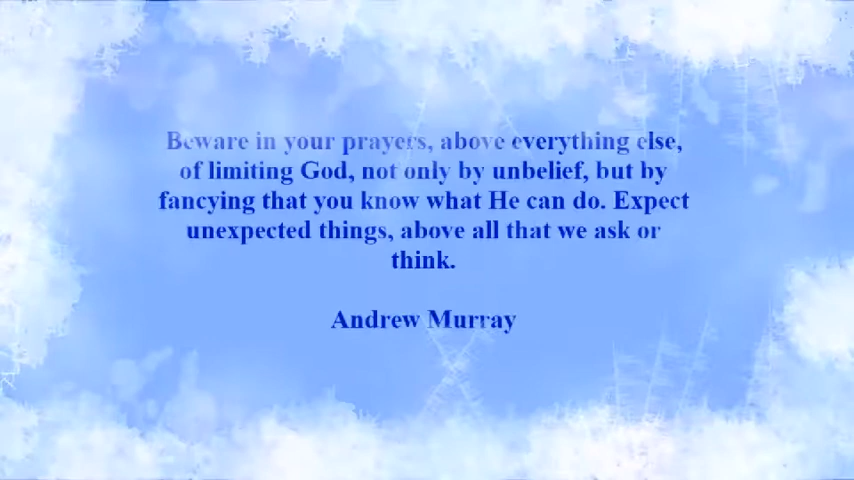 Beware in your prayers, above everything else,
of limiting God, not only by unbelief, but by
fancying that you know what He can do. Expect
unexpected things, above all that we ask or
think.
Andrew Murray